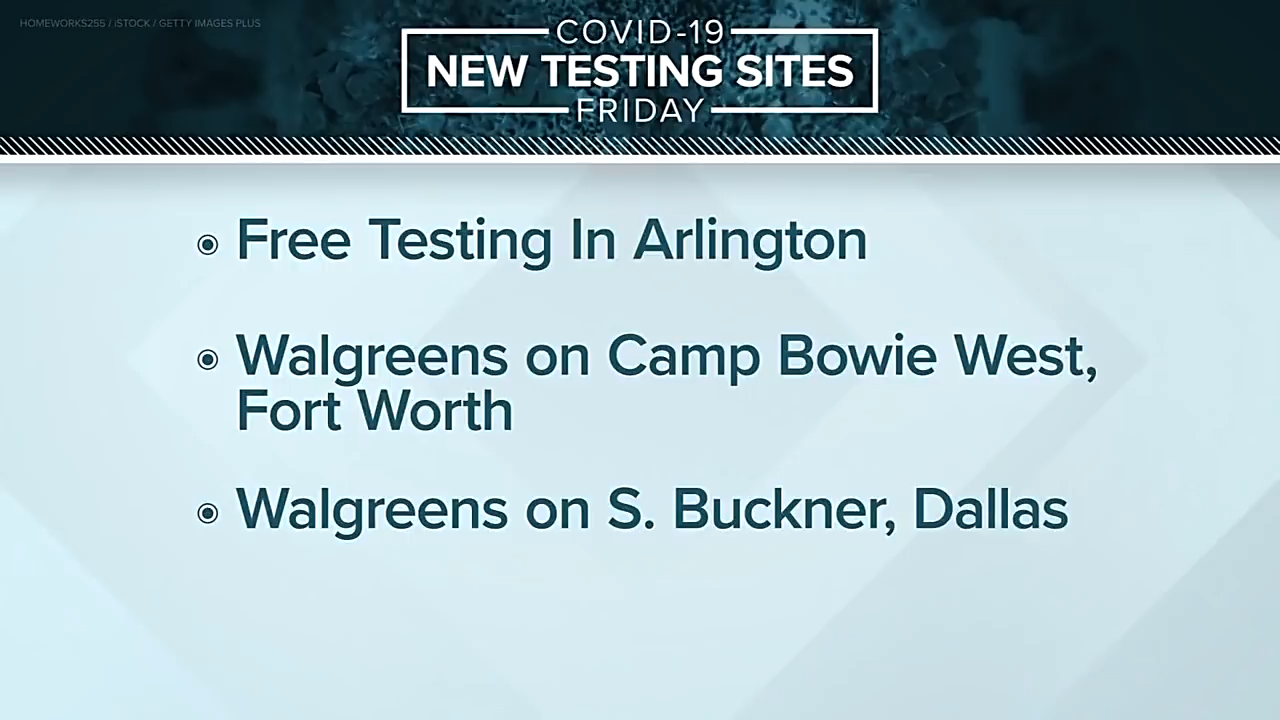 HOMEWORKS255 / iSTOCK / GETTY IMAGES PLUS
COVID-19
NEW TESTING SITES
FRIDAY
Free Testing In Arlington
Walgreens on Camp Bowie West,
Fort Worth
Walgreens on S. Buckner, Dallas